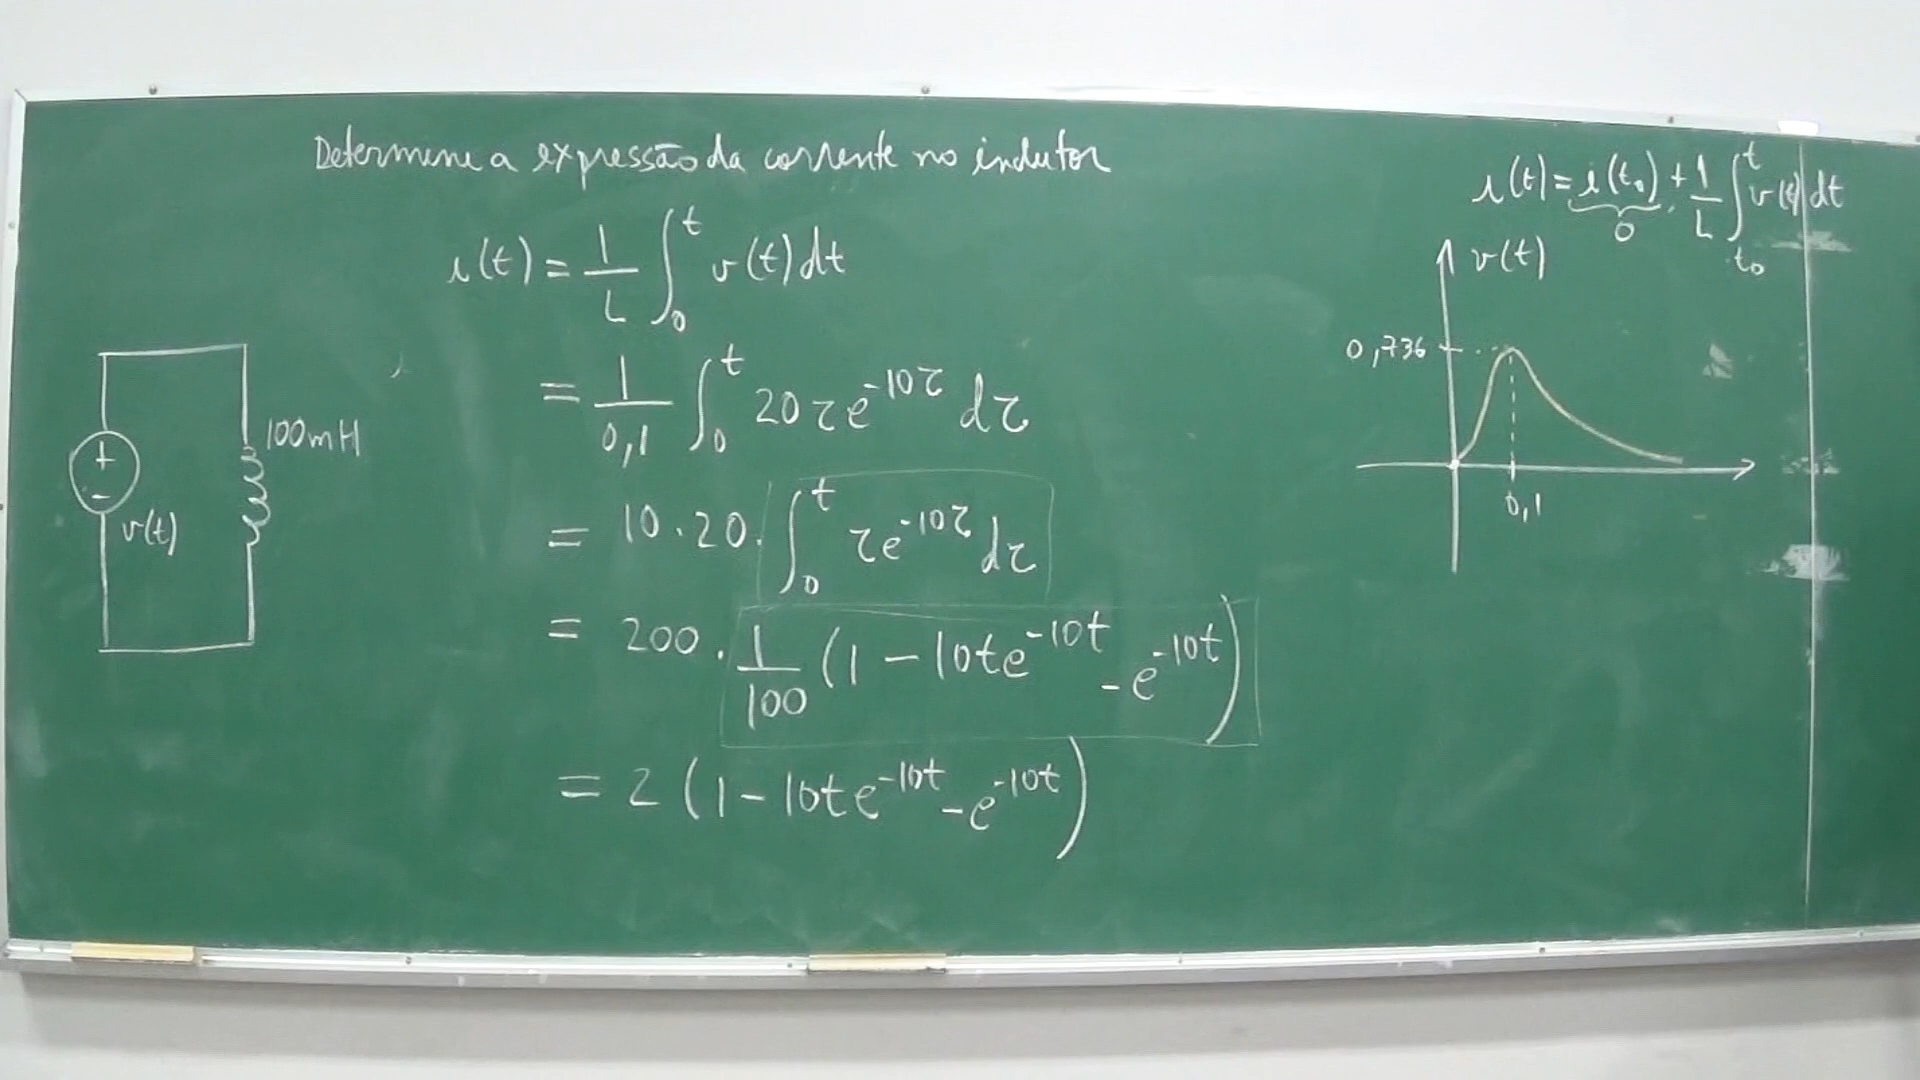 Determine a expressão da corrente no indutor
i(t) = 1/L ∫₀ᵗ v(t) dt
= 1/0,1 ∫₀ᵗ 20τe^-10τ dτ
= 10.20. ∫₀ᵗ τe^-10τ dτ
= 200 . 1/100 (1 - 10te^-10t - e^-10t)
= 2 (1 - 10te^-10t - e^-10t)
+
-
v(t)
100mH
i(t) = i(t₀) + 1/L ∫_t₀^t v(t) dt
0
v(t)
0,736
0,1